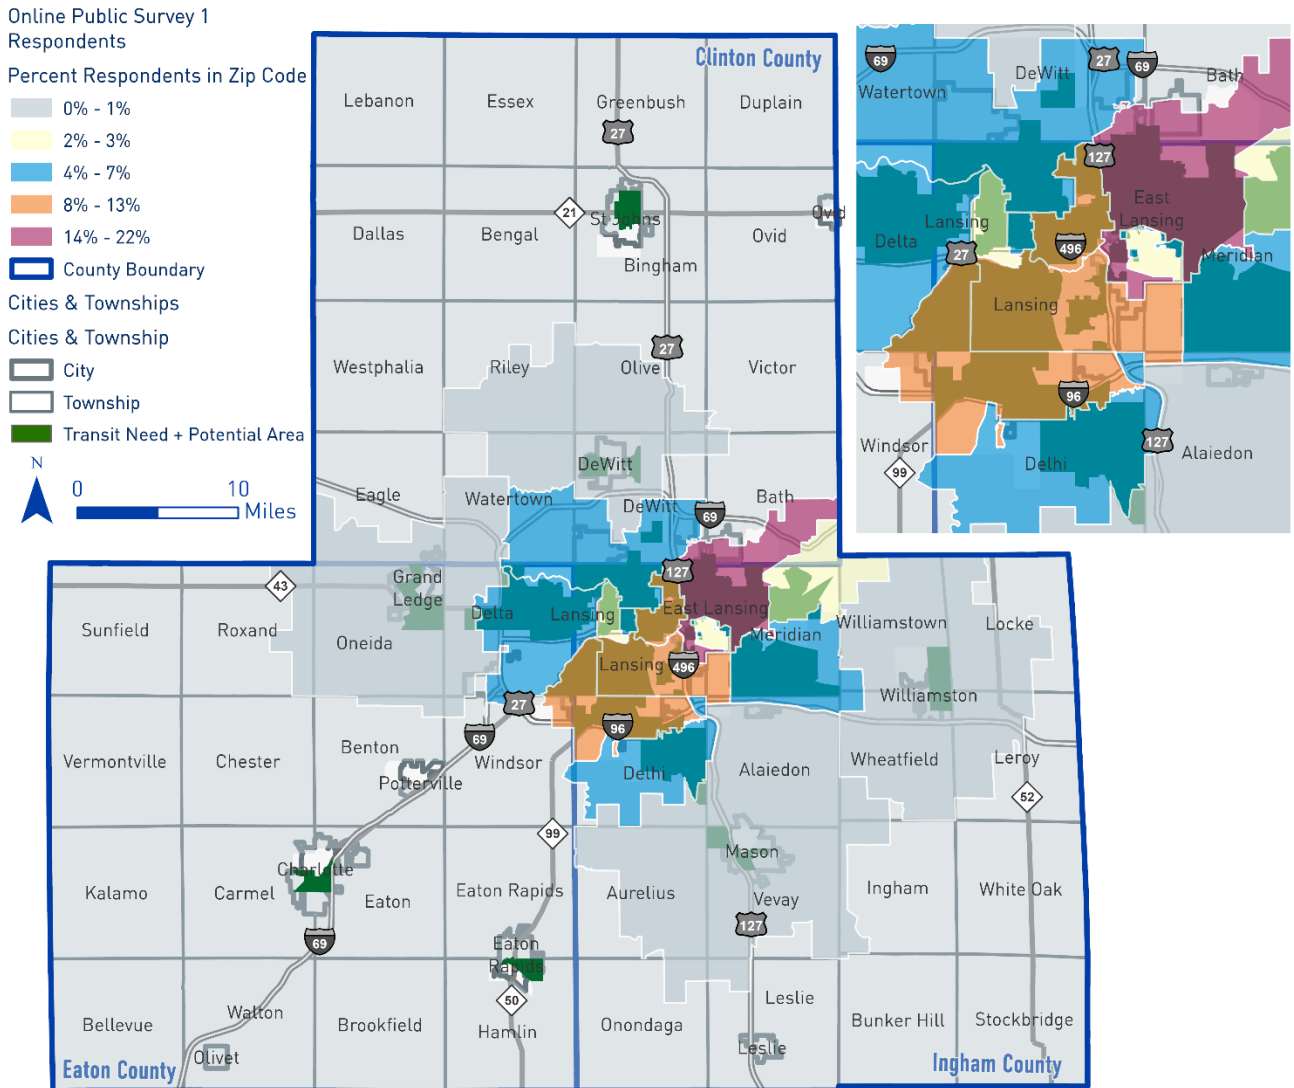 Online Public Survey 1
Respondents
Percent Respondents in Zip Code
0% - 1%
2% - 3%
4% - 7%
8% - 13%
14% - 22%
County Boundary
Cities & Townships
Cities & Township
City
Township
Transit Need + Potential Area
N
0 10
Miles
Clinton County
Lebanon Essex Greenbush Duplain
27
21 St Johns Ovid
Dallas Bengal Ovid
Bingham
27
Westphalia Riley Olive Victor
DeWitt
Eagle Watertown DeWitt Bath
69
43 Grand
Ledge
127
Sunfield Roxand Oneida Delta Lansing East Lansing Meridian Williamstown Locke
Lansing 496
Williamston
27
69
96
Vermontville Chester Benton Windsor Delhi Alaiedon Wheatfield Leroy
Potterville
52
99
Charlotte Mason
Kalamo Carmel Eaton Eaton Rapids Aurelius Vevay Ingham White Oak
127
69
Eaton
Rapids
50
Bellevue Walton Brookfield Hamlin Onondaga Leslie Bunker Hill Stockbridge
Olivet Leslie
Eaton County Ingham County
69 27 69
DeWitt Bath
Watertown
127
East
Lansing
Lansing
Delta 27 496 Meridian
Lansing
96
Windsor 127
99 Delhi Alaiedon